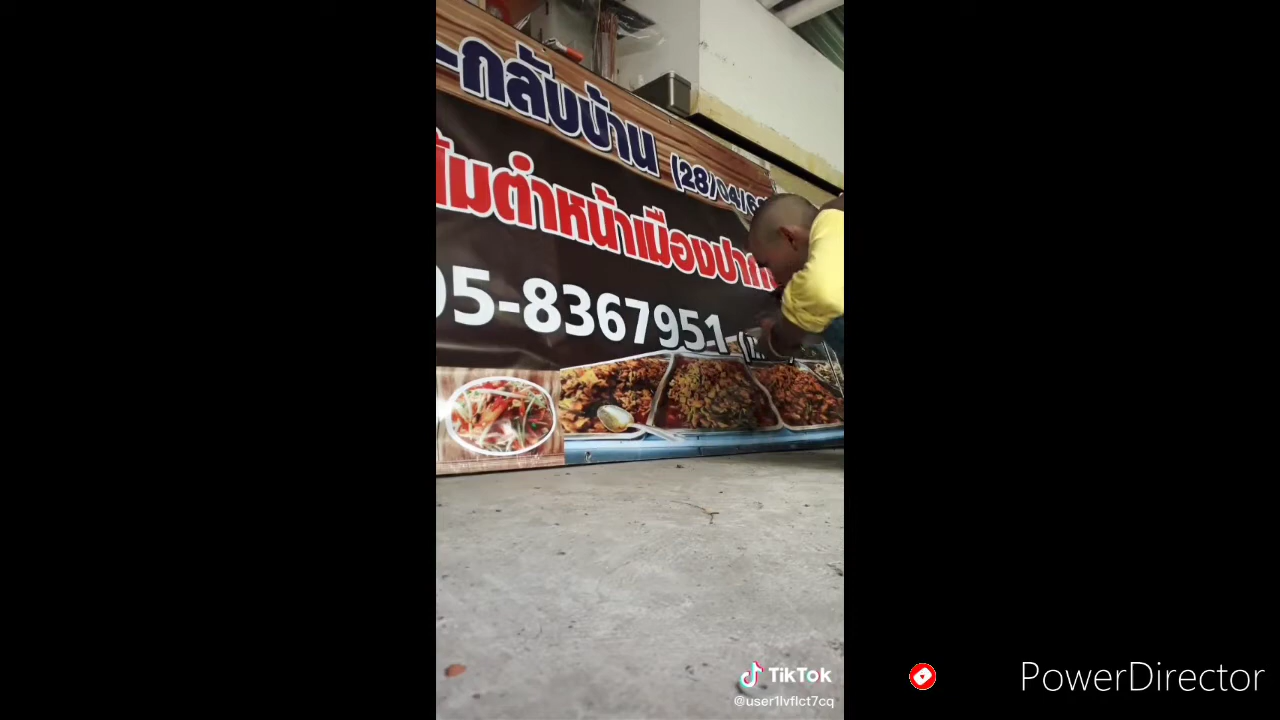 -กลับบ้าน (28/04/6
ส้มตำหน้าเมืองปาก
05-8367951
TikTok
@user1lvflct7cq
PowerDirector